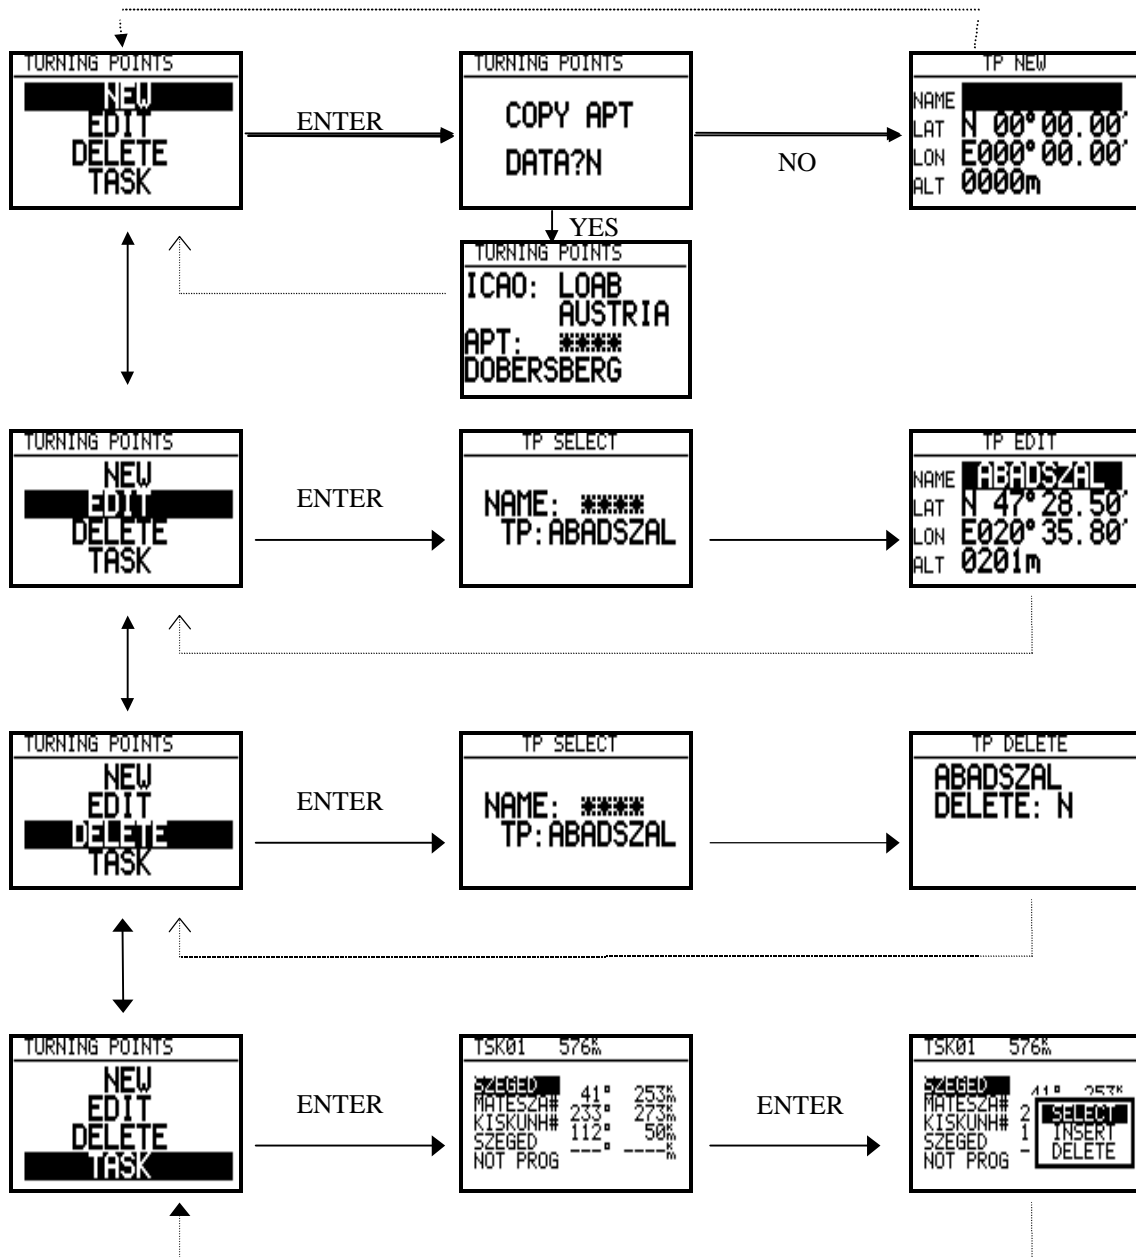 TURNING POINTS
NEW
EDIT
DELETE
TASK
ENTER
TURNING POINTS
COPY APT
DATA?N
NO
TP NEW
NAME
LAT N 00°00.00'
LON E000°00.00'
ALT 0000m
YES
TURNING POINTS
ICAO: LOAB
AUSTRIA
APT: ****
DOBERSBERG
TURNING POINTS
NEW
EDIT
DELETE
TASK
ENTER
TP SELECT
NAME: ****
TP:ABADSZAL
TP EDIT
NAME ABADSZAL
LAT N 47°28.50'
LON E020°35.80'
ALT 0201m
TURNING POINTS
NEW
EDIT
DELETE
TASK
ENTER
TP SELECT
NAME: ****
TP:ABADSZAL
TP DELETE
ABADSZAL
DELETE: N
TURNING POINTS
NEW
EDIT
DELETE
TASK
ENTER
TSK01 576km
SZEGED 41° 253km
MATESZA# 233° 273km
KISKUNH# 112° 50km
SZEGED ---° ----km
NOT PROG
ENTER
TSK01 576km
SZEGED 41° 253km
MATESZA# 2
KISKUNH# 1
SZEGED -
NOT PROG
SELECT
INSERT
DELETE